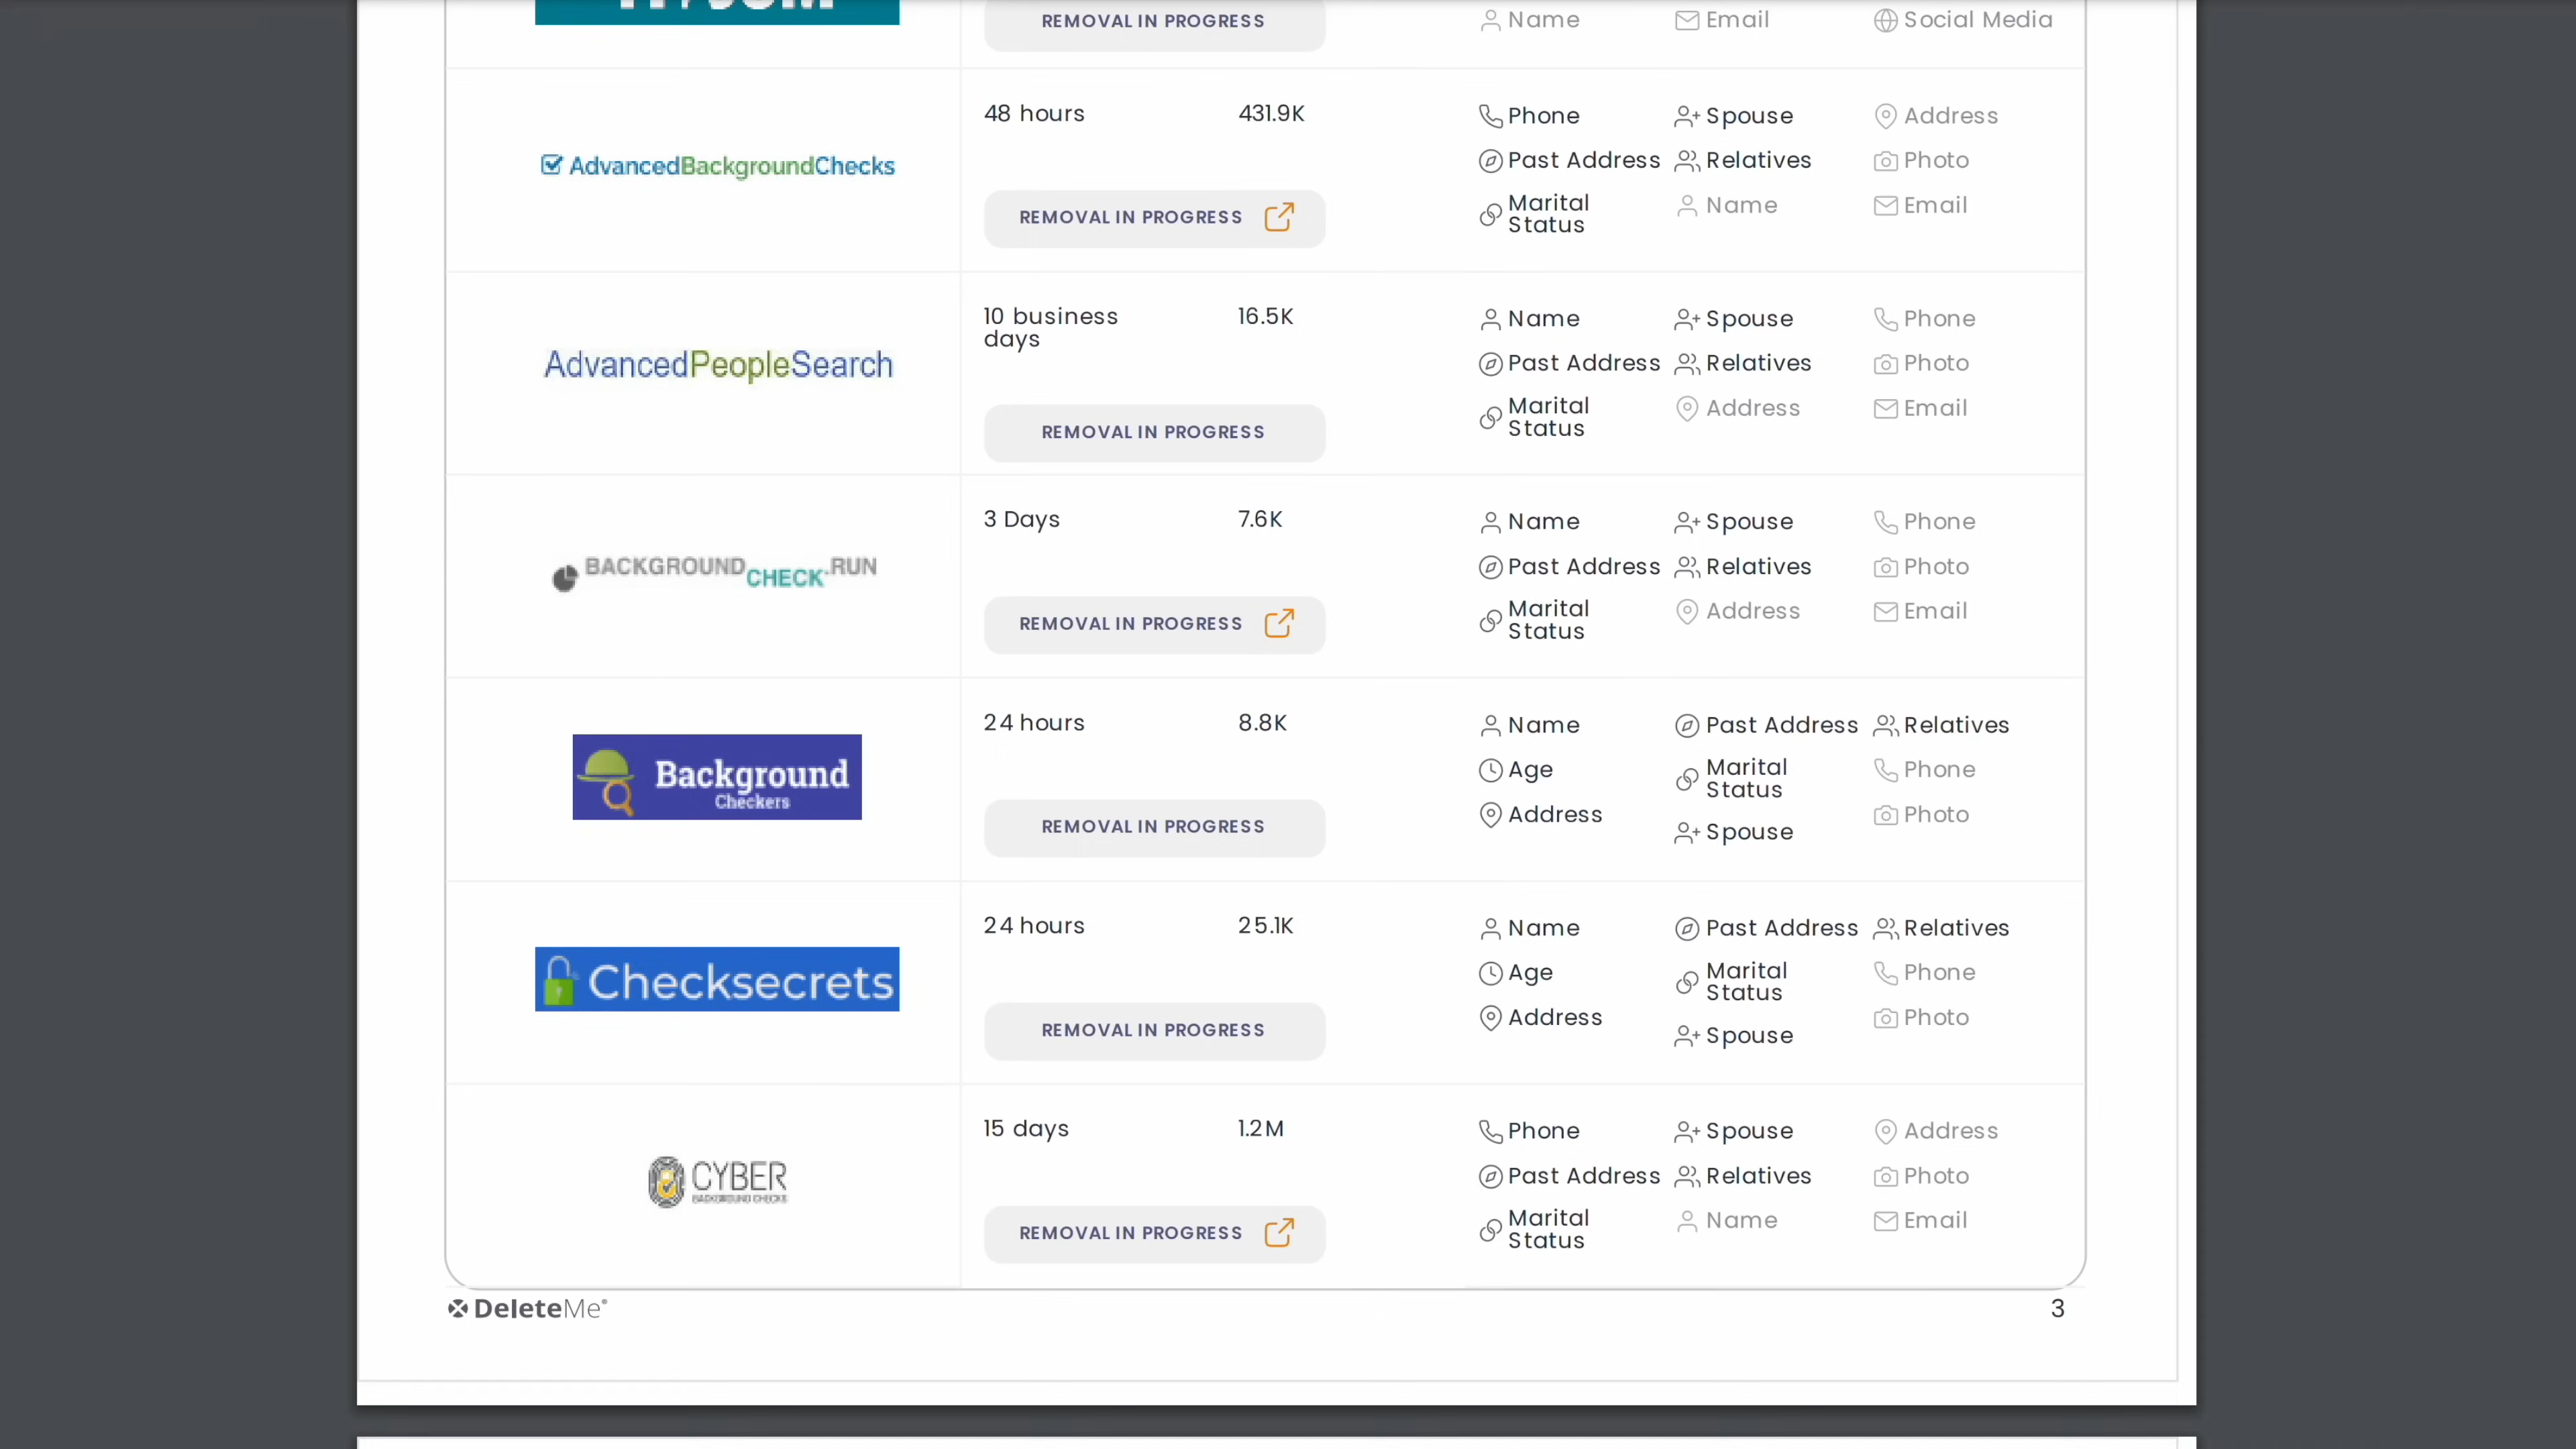 REMOVAL IN PROGRESS
Name Email Social Media
AdvancedBackgroundChecks
48 hours 431.9K
REMOVAL IN PROGRESS
Phone Spouse Address
Past Address Relatives Photo
Marital Status Name Email
AdvancedPeopleSearch
10 business days 16.5K
REMOVAL IN PROGRESS
Name Spouse Phone
Past Address Relatives Photo
Marital Status Address Email
BACKGROUNDCHECK.RUN
3 Days 7.6K
REMOVAL IN PROGRESS
Name Spouse Phone
Past Address Relatives Photo
Marital Status Address Email
Background
Checkers
24 hours 8.8K
REMOVAL IN PROGRESS
Name Past Address Relatives
Age Marital Status Phone
Address Spouse Photo
Checksecrets
24 hours 25.1K
REMOVAL IN PROGRESS
Name Past Address Relatives
Age Marital Status Phone
Address Spouse Photo
CYBER
BACKGROUND CHECKS
15 days 1.2M
REMOVAL IN PROGRESS
Phone Spouse Address
Past Address Relatives Photo
Marital Status Name Email
DeleteMe®
3